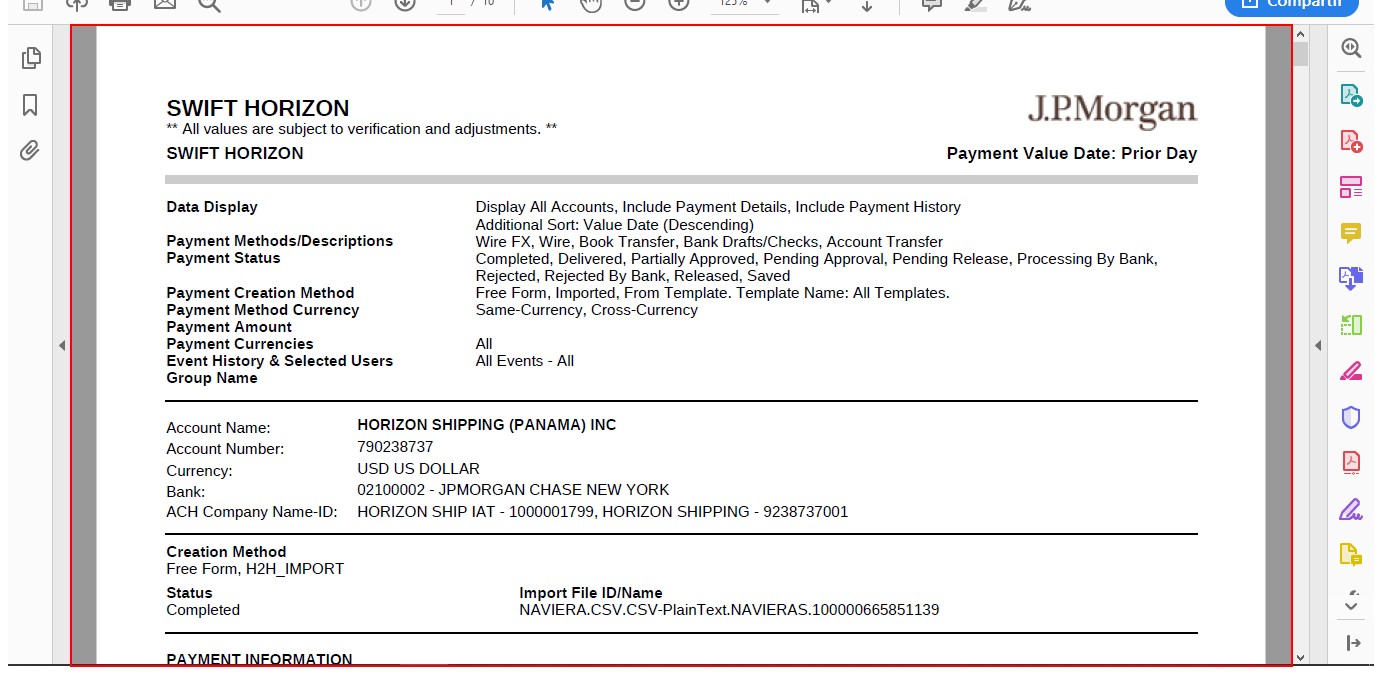 1 / 10
125%
Compartir
SWIFT HORIZON
J.P.Morgan
** All values are subject to verification and adjustments. **
SWIFT HORIZON
Payment Value Date: Prior Day
Data Display Display All Accounts, Include Payment Details, Include Payment History
Additional Sort: Value Date (Descending)
Payment Methods/Descriptions Wire FX, Wire, Book Transfer, Bank Drafts/Checks, Account Transfer
Payment Status Completed, Delivered, Partially Approved, Pending Approval, Pending Release, Processing By Bank,
Rejected, Rejected By Bank, Released, Saved
Payment Creation Method Free Form, Imported, From Template. Template Name: All Templates.
Payment Method Currency Same-Currency, Cross-Currency
Payment Amount
Payment Currencies All
Event History & Selected Users All Events - All
Group Name
Account Name: HORIZON SHIPPING (PANAMA) INC
Account Number: 790238737
Currency: USD US DOLLAR
Bank: 02100002 - JPMORGAN CHASE NEW YORK
ACH Company Name-ID: HORIZON SHIP IAT - 1000001799, HORIZON SHIPPING - 9238737001
Creation Method
Free Form, H2H_IMPORT
Status Import File ID/Name
Completed NAVIERA.CSV.CSV-PlainText.NAVIERAS.100000665851139
PAYMENT INFORMATION